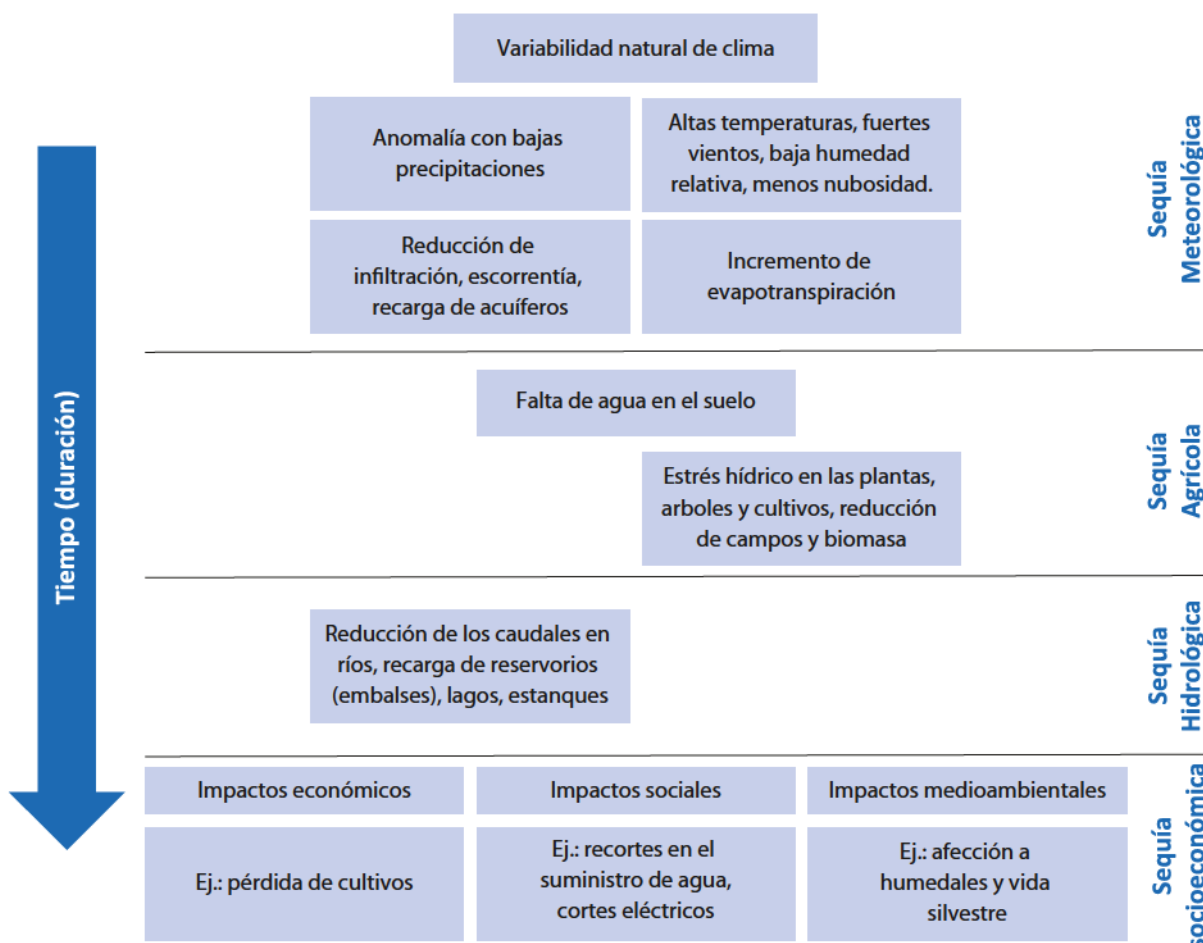 Variabilidad natural de clima
Anomalía con bajas
precipitaciones
Altas temperaturas, fuertes
vientos, baja humedad
relativa, menos nubosidad.
Reducción de
infiltración, escorrentía,
recarga de acuíferos
Incremento de
evapotranspiración
Sequía
Meteorológica
Tiempo (duración)
Falta de agua en el suelo
Estrés hídrico en las plantas,
arboles y cultivos, reducción
de campos y biomasa
Sequía
Agrícola
Reducción de los caudales en
ríos, recarga de reservorios
(embalses), lagos, estanques
Sequía
Hidrológica
Impactos económicos
Impactos sociales
Impactos medioambientales
Ej.: pérdida de cultivos
Ej.: recortes en el
suministro de agua,
cortes eléctricos
Ej.: afección a
humedales y vida
silvestre
Sequía
socioeconómica